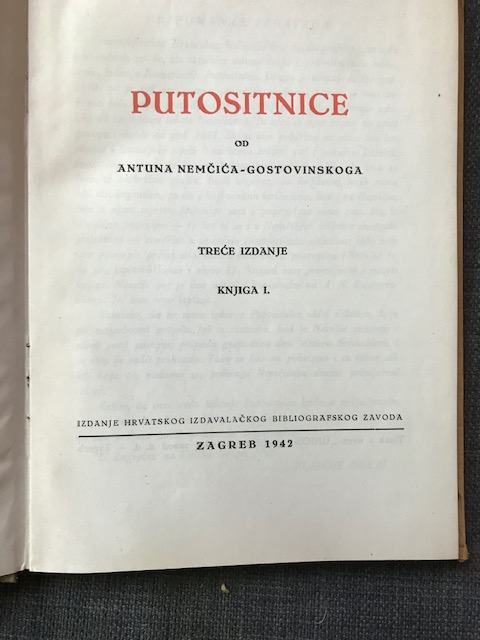 PUTOSITNICE
OD
ANTUNA NEMČIĆA-GOSTOVINSKOGA
TREĆE IZDANJE
KNJIGA I.
IZDANJE HRVATSKOG IZDAVALAČKOG BIBLIOGRAFSKOG ZAVODA
ZAGREB 1942